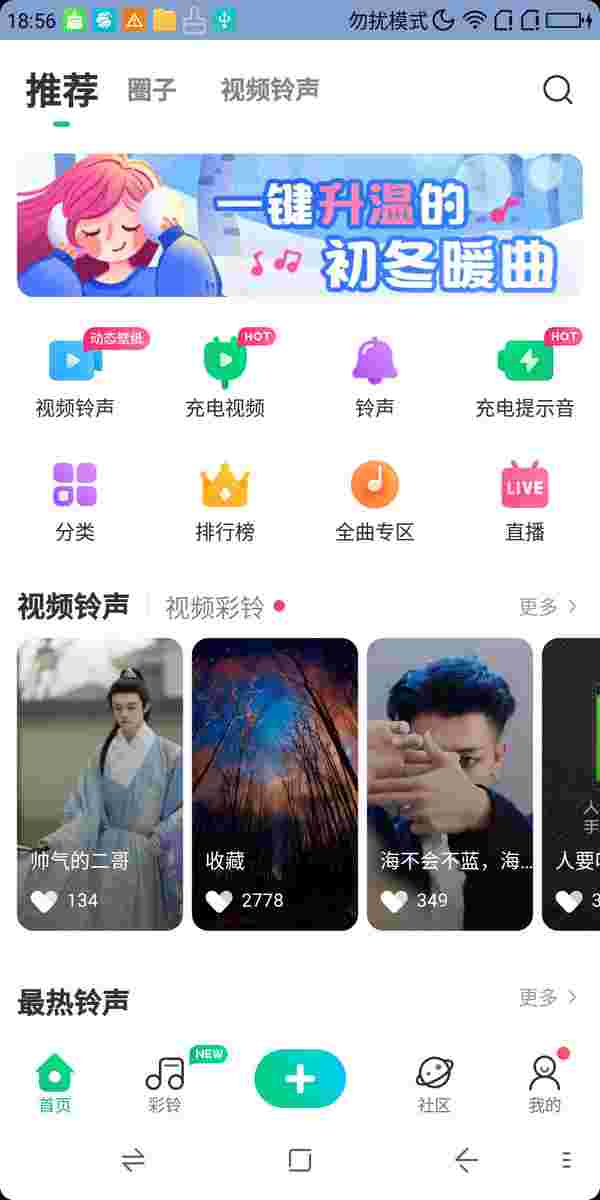 18:56 勿扰模式
推荐 圈子 视频铃声
一键升温的
初冬暖曲
动态壁纸 HOT HOT
视频铃声 充电视频 铃声 充电提示音
LIVE
分类 排行榜 全曲专区 直播
视频铃声 视频彩铃 更多
人
手
帅气的二哥 收藏 海不会不蓝，海... 人要
134 2778 349 3
最热铃声 更多
NEW
首页 彩铃 社区 我的